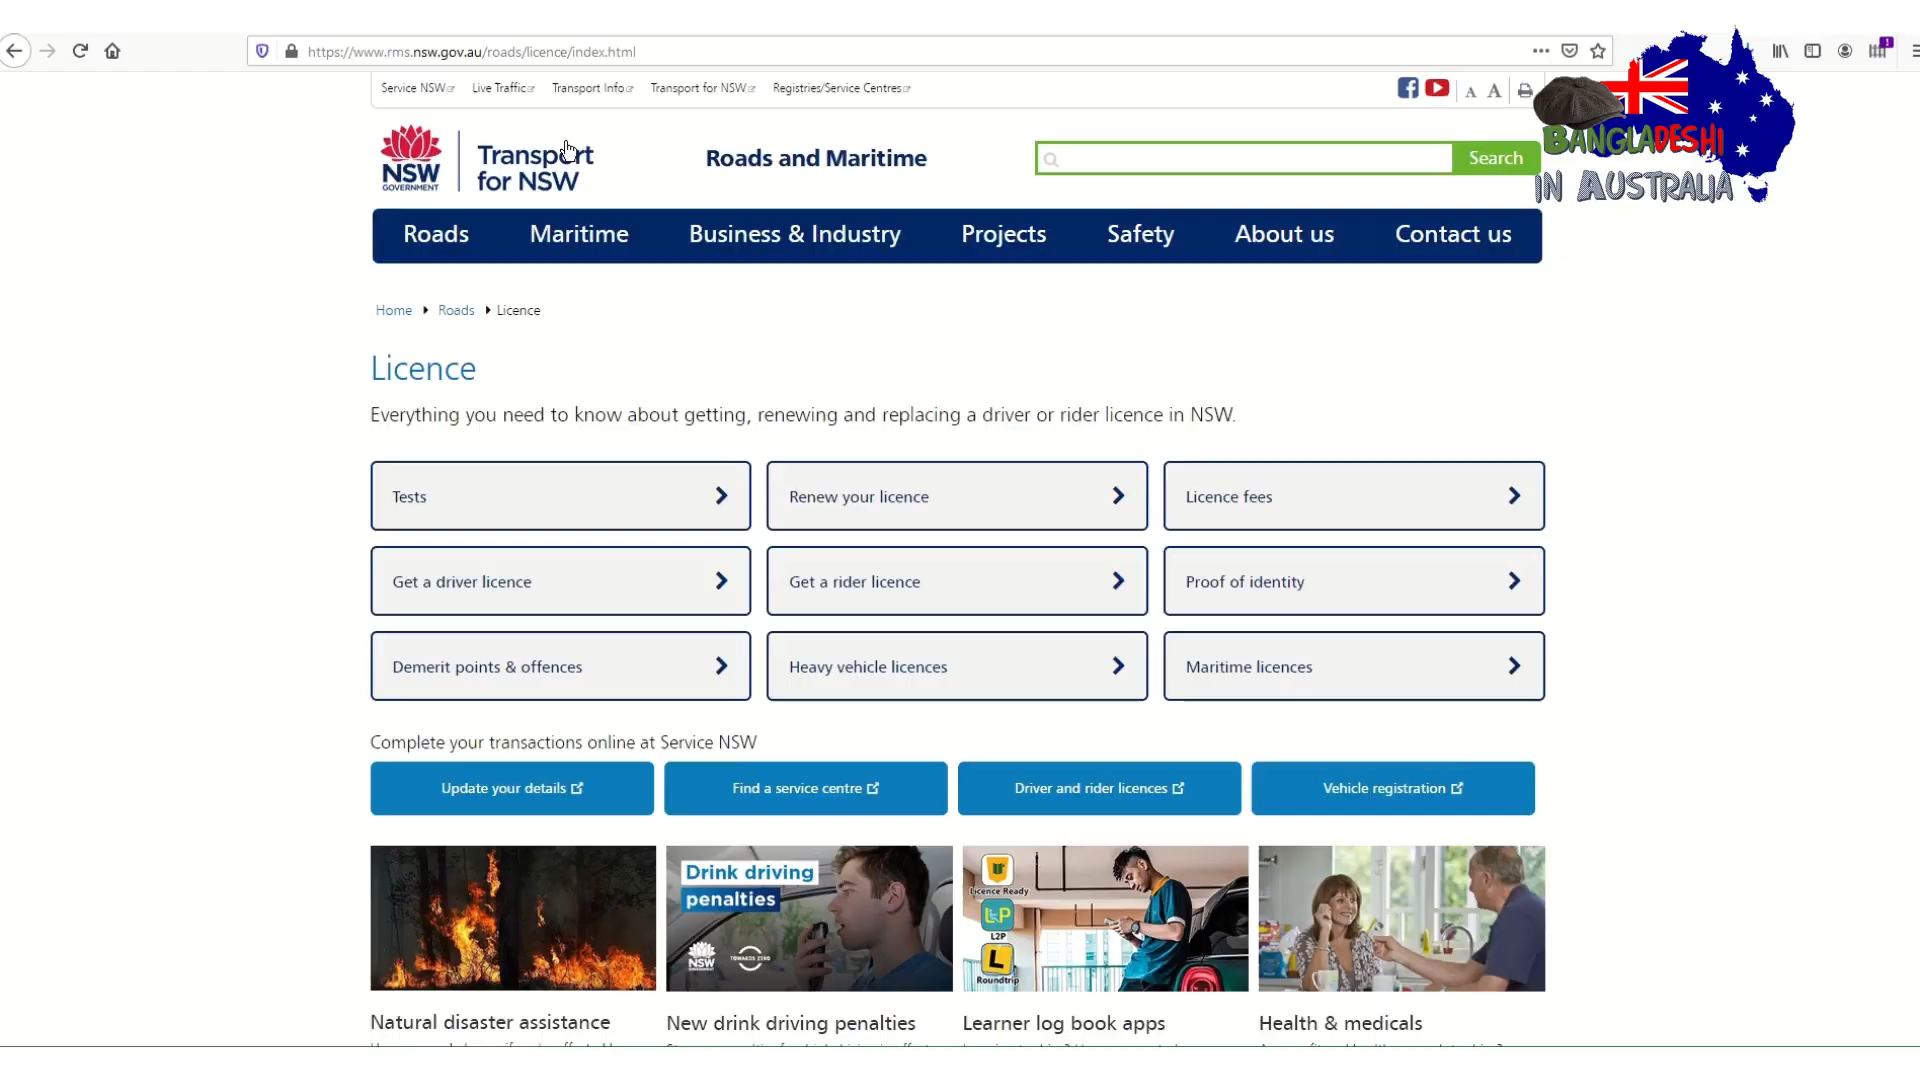 https://www.rms.nsw.gov.au/roads/licence/index.html
1
Service NSW
Live Traffic
Transport Info
Transport for NSW
Registries/Service Centres
A A
BANGLADESHI
IN AUSTRALIA
NSW
GOVERNMENT
Transport
for NSW
Roads and Maritime
Search
Roads
Maritime
Business & Industry
Projects
Safety
About us
Contact us
Home
Roads
Licence
Licence
Everything you need to know about getting, renewing and replacing a driver or rider licence in NSW.
Tests
Renew your licence
Licence fees
Get a driver licence
Get a rider licence
Proof of identity
Demerit points & offences
Heavy vehicle licences
Maritime licences
Complete your transactions online at Service NSW
Update your details
Find a service centre
Driver and rider licences
Vehicle registration
Drink driving
penalties
NSW
TOWARDS ZERO
Licence Ready
L2P
L
Roundtrip
Natural disaster assistance
New drink driving penalties
Learner log book apps
Health & medicals